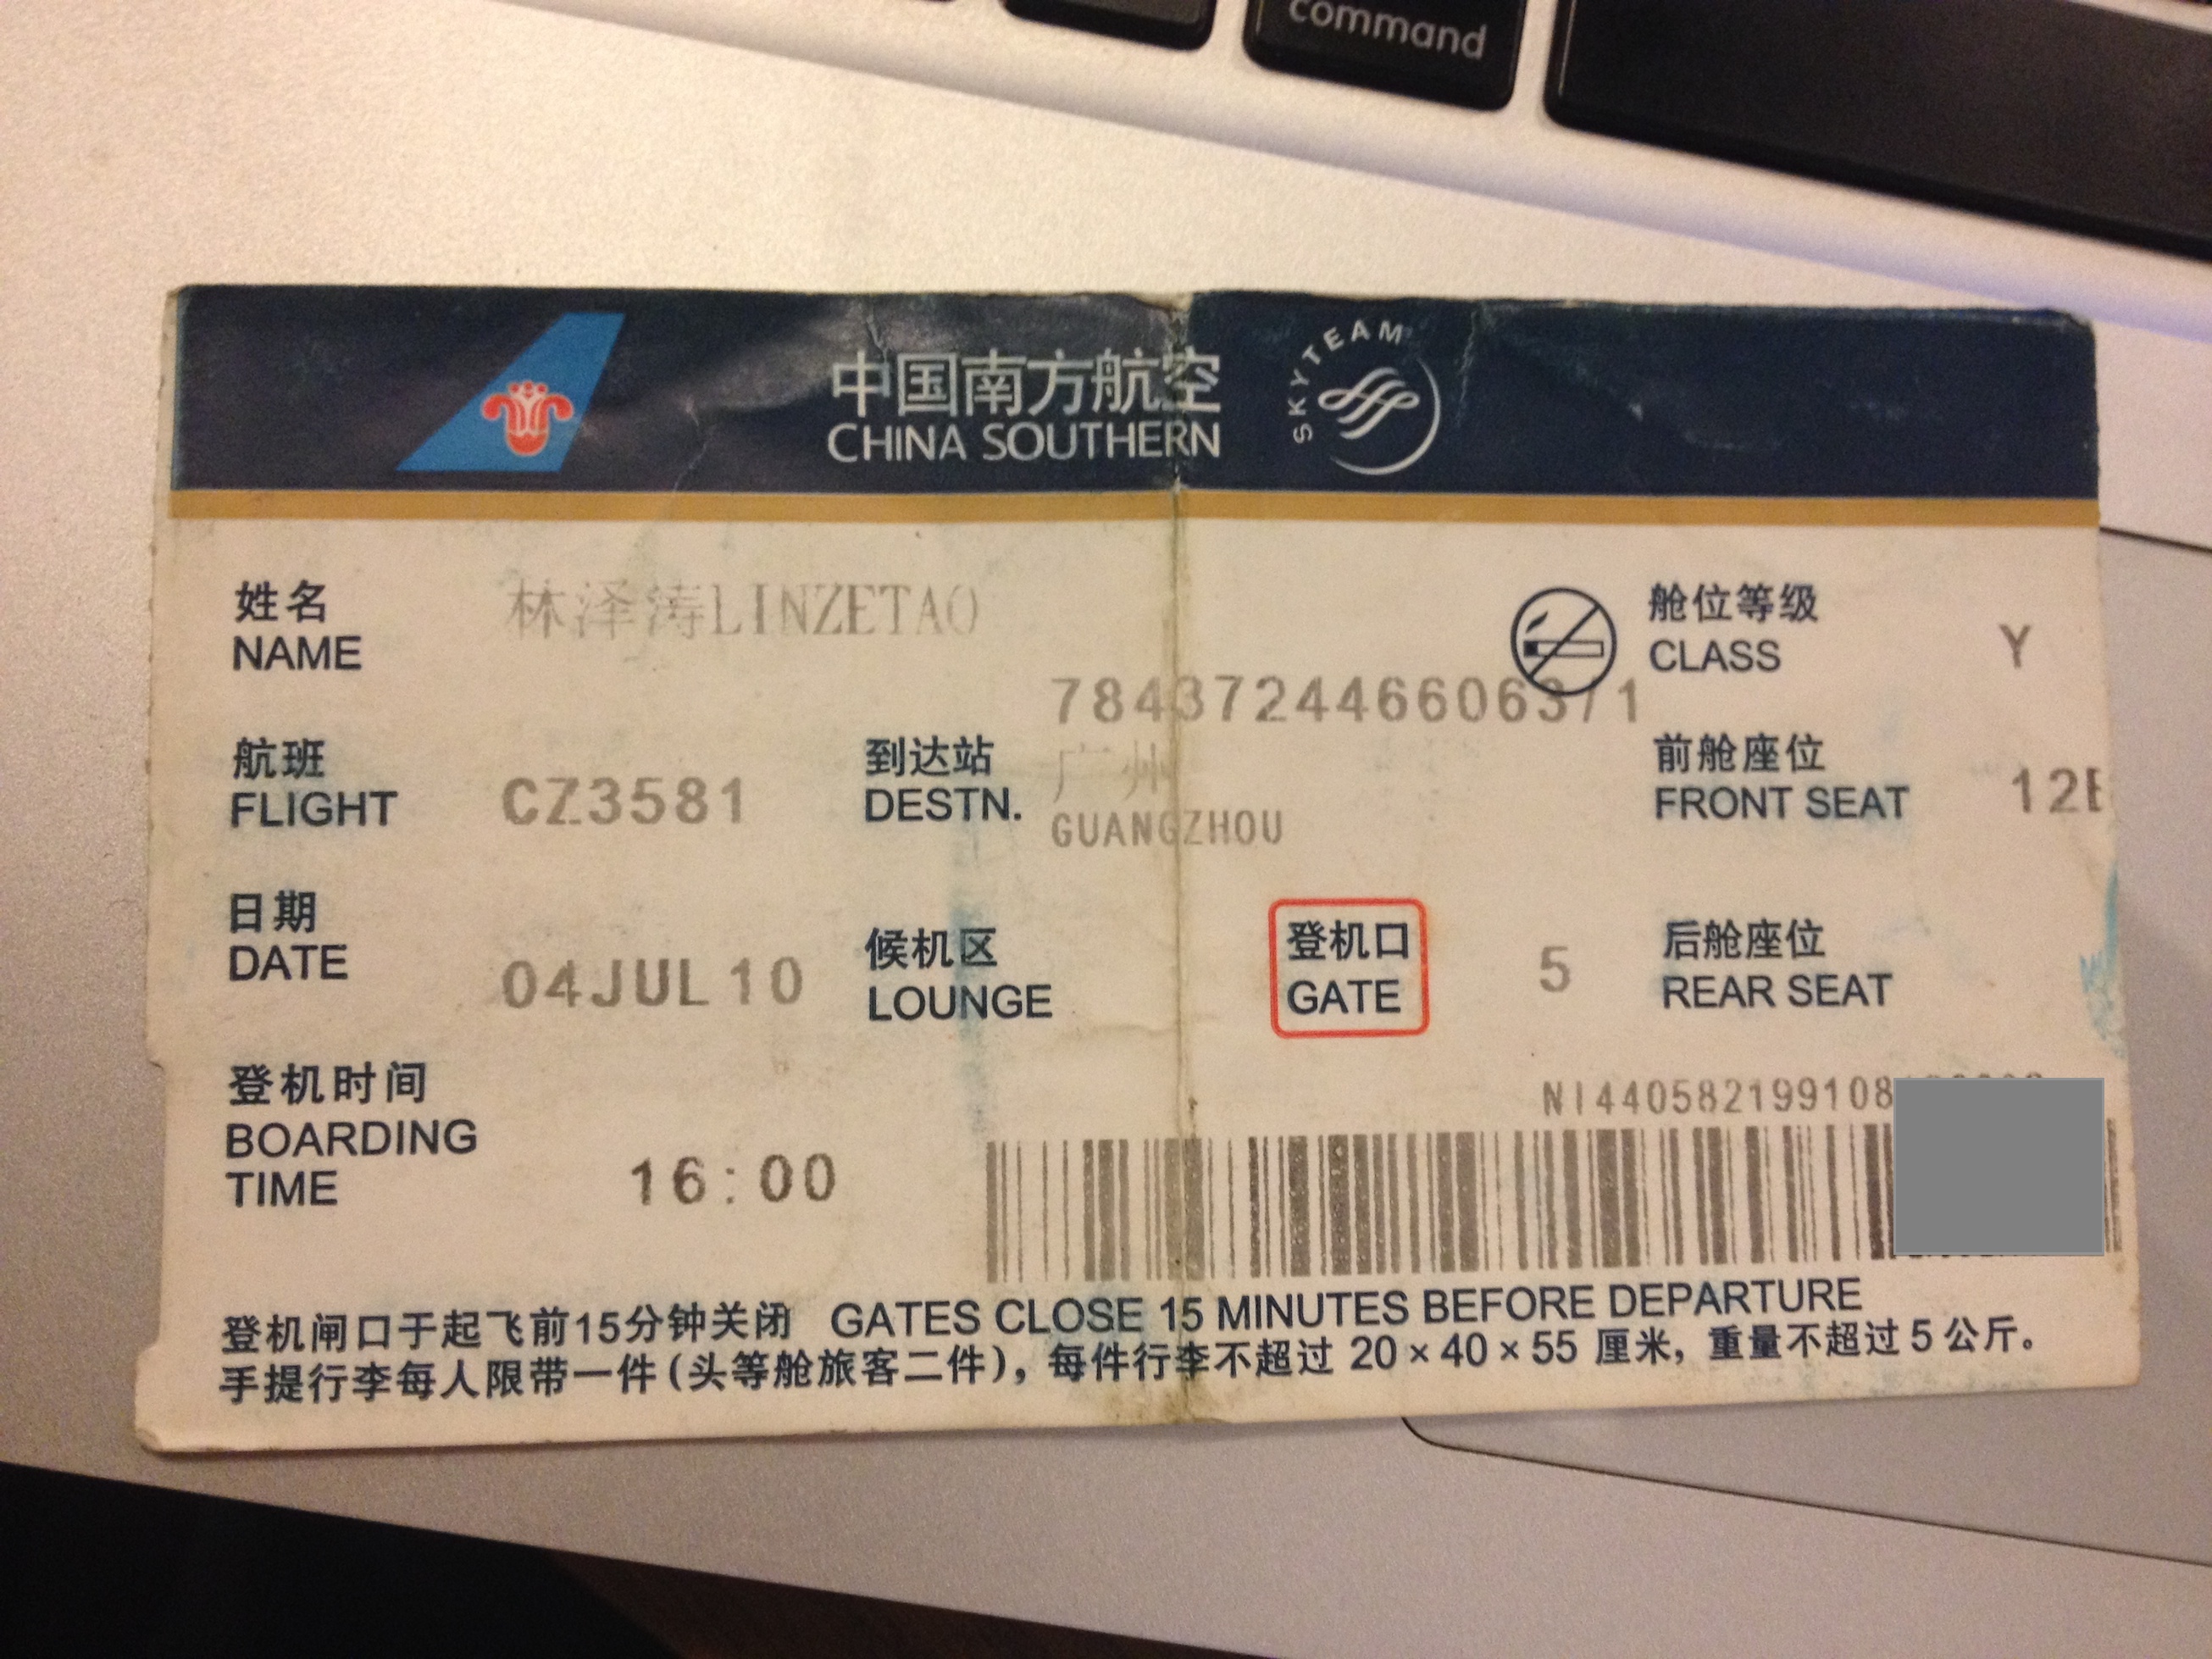 command
中国南方航空
CHINA SOUTHERN
SKYTEAM
姓名
NAME
林泽涛LINZETAO
舱位等级
CLASS
Y
7843724466063/1
航班
FLIGHT
CZ3581
到达站
DESTN.
广州
GUANGZHOU
前舱座位
FRONT SEAT
日期
DATE
04JUL10
候机区
LOUNGE
登机口
GATE
5
后舱座位
REAR SEAT
登机时间
BOARDING
TIME
16:00
NI440582199108
登机闸口于起飞前15分钟关闭 GATES CLOSE 15 MINUTES BEFORE DEPARTURE
手提行李每人限带一件(头等舱旅客二件), 每件行李不超过 20×40×55 厘米, 重量不超过5公斤。